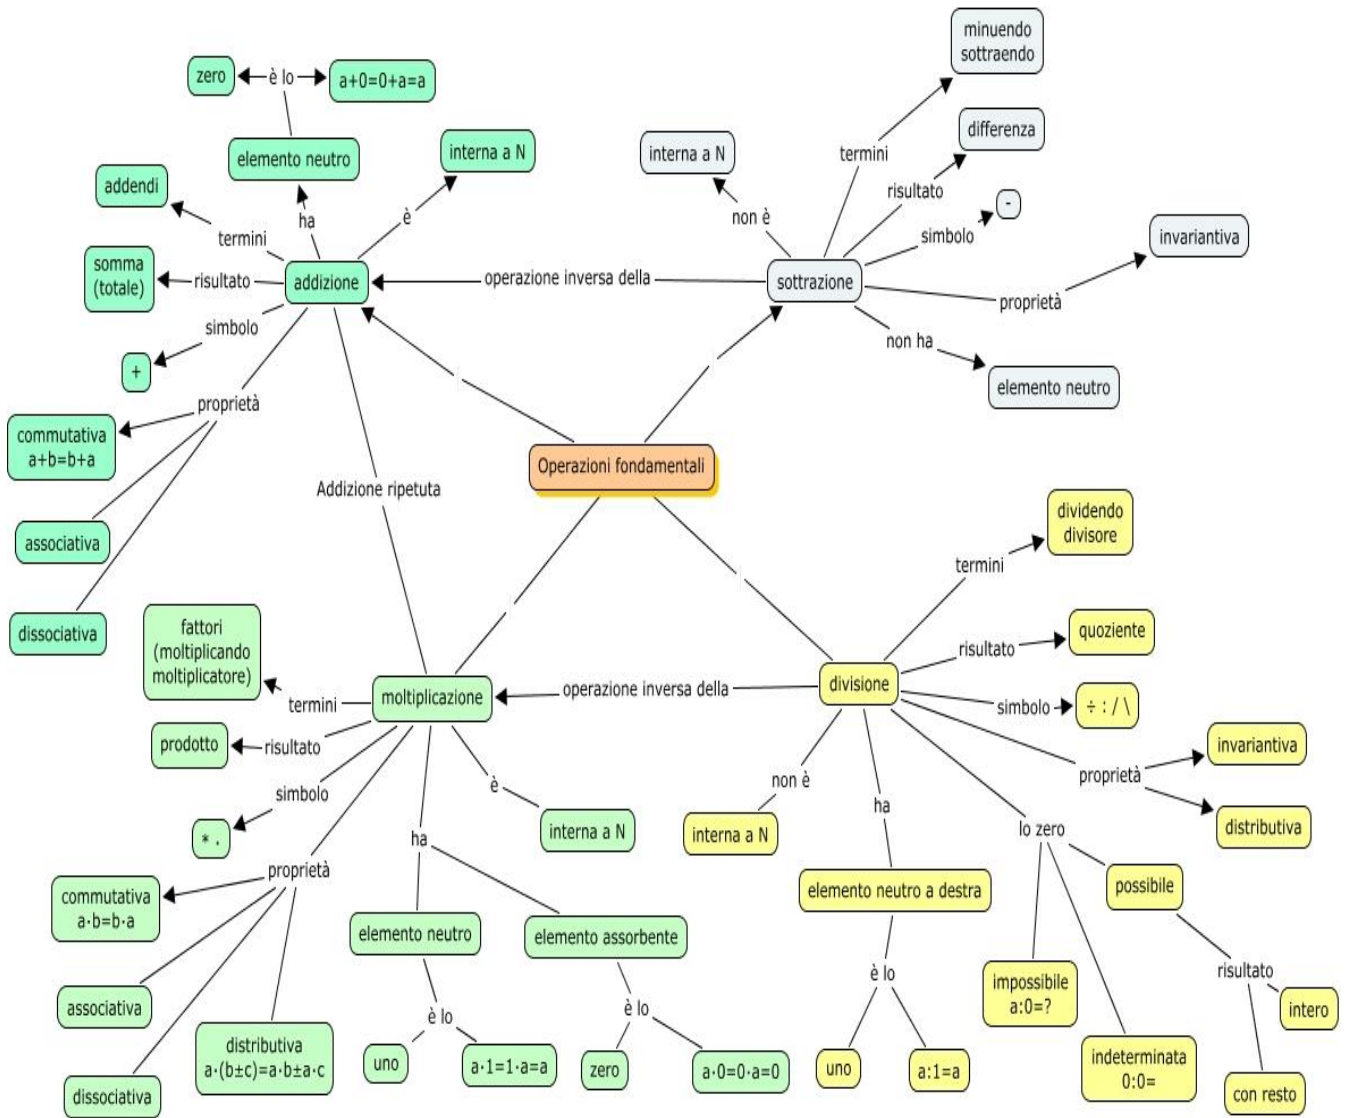 minuendo
sottraendo
zero
è lo
a+0=0+a=a
differenza
elemento neutro
interna a N
interna a N
termini
addendi
ha
è
non è
risultato
-
termini
simbolo
invariantiva
somma
(totale)
risultato
addizione
operazione inversa della
sottrazione
proprietà
simbolo
non ha
+
elemento neutro
proprietà
commutativa
a+b=b+a
Operazioni fondamentali
Addizione ripetuta
associativa
dividendo
divisore
termini
dissociativa
fattori
(moltiplicando
moltiplicatore)
quoziente
risultato
termini
moltiplicazione
operazione inversa della
divisione
simbolo
÷ : / \
prodotto
risultato
invariantiva
proprietà
simbolo
è
non è
ha
lo zero
distributiva
* .
ha
interna a N
interna a N
proprietà
commutativa
a·b=b·a
elemento neutro a destra
possibile
elemento neutro
elemento assorbente
associativa
è lo
è lo
è lo
impossibile
a:0=?
risultato
intero
distributiva
a·(b±c)=a·b±a·c
uno
a·1=1·a=a
zero
a·0=0·a=0
uno
a:1=a
indeterminata
0:0=
dissociativa
con resto